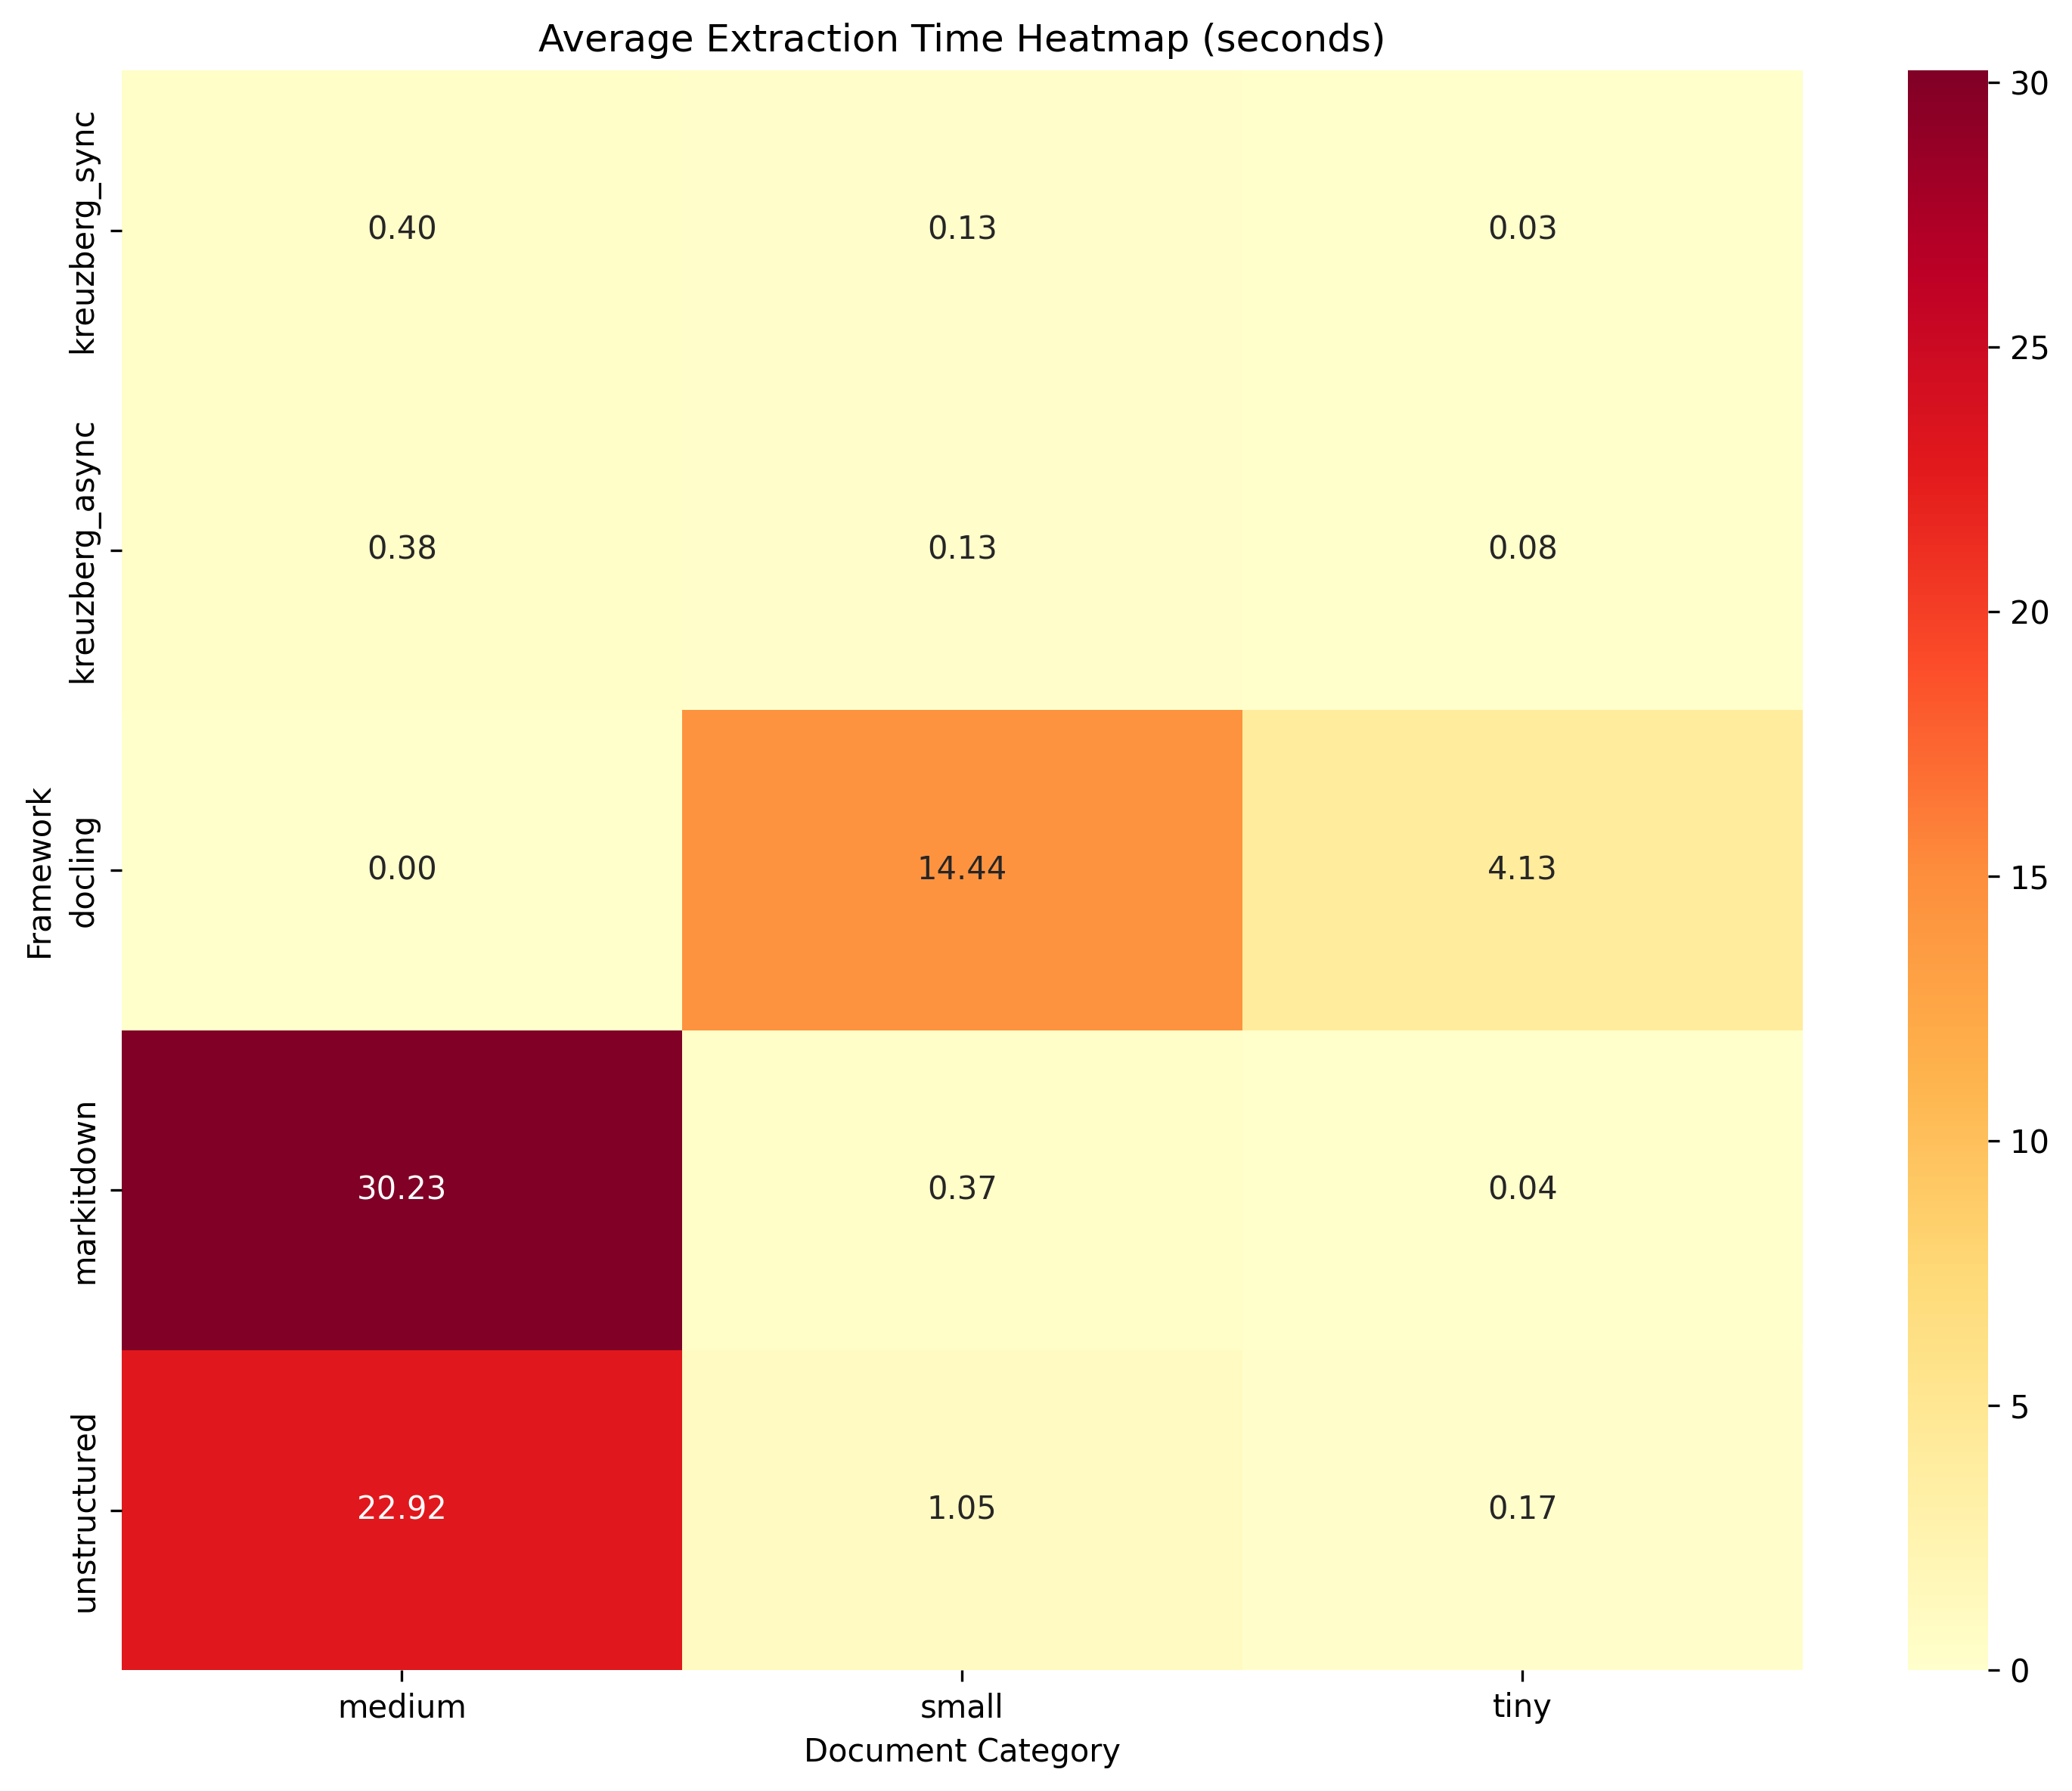 Average Extraction Time Heatmap (seconds)
Framework
kreuzberg_sync
0.40 0.13 0.03
kreuzberg_async
0.38 0.13 0.08
docling
0.00 14.44 4.13
markitdown
30.23 0.37 0.04
unstructured
22.92 1.05 0.17
medium small tiny
Document Category
30
25
20
15
10
5
0